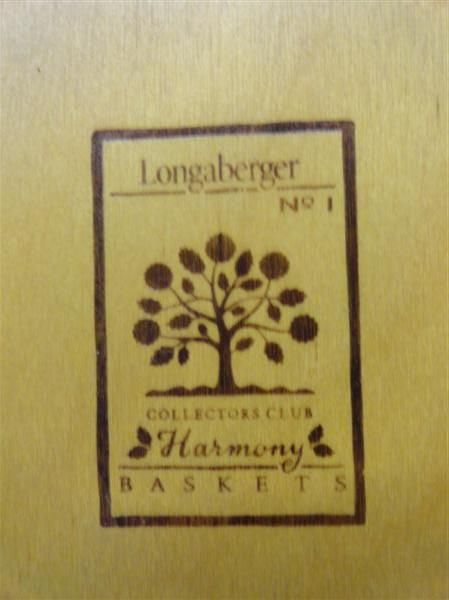 Longaberger
Nº 1
COLLECTORS CLUB
Harmony
BASKETS